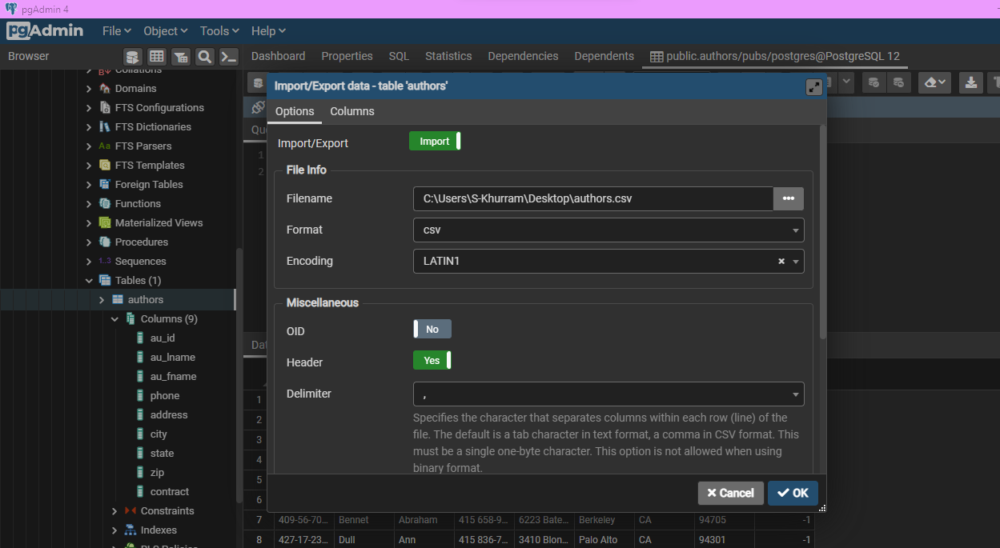 pgAdmin 4
pgAdmin File Object Tools Help
Browser Dashboard Properties SQL Statistics Dependencies Dependents public.authors/pubs/postgres@PostgreSQL 12
Collations
Domains
FTS Configurations
FTS Dictionaries
Aa FTS Parsers
FTS Templates
Foreign Tables
Functions
Materialized Views
Procedures
1..3 Sequences
Tables (1)
authors
Columns (9)
au_id
au_lname
au_fname
phone
address
city
state
zip
contract
Constraints
Indexes
RLS Policies
Qu
1
2
Dat
1
2
3
4
5
6
Import/Export data - table 'authors'
Options Columns
Import/Export Import
File Info
Filename C:\Users\S-Khurram\Desktop\authors.csv •••
Format csv
Encoding LATIN1 ×
Miscellaneous
OID No
Header Yes
Delimiter ,
Specifies the character that separates columns within each row (line) of the
file. The default is a tab character in text format, a comma in CSV format. This
must be a single one-byte character. This option is not allowed when using
binary format.
Cancel OK
7 409-56-70... Bennet Abraham 415 658-9... 6223 Bate... Berkeley CA 94705 -1
8 427-17-23... Dull Ann 415 836-7... 3410 Blon... Palo Alto CA 94301 -1